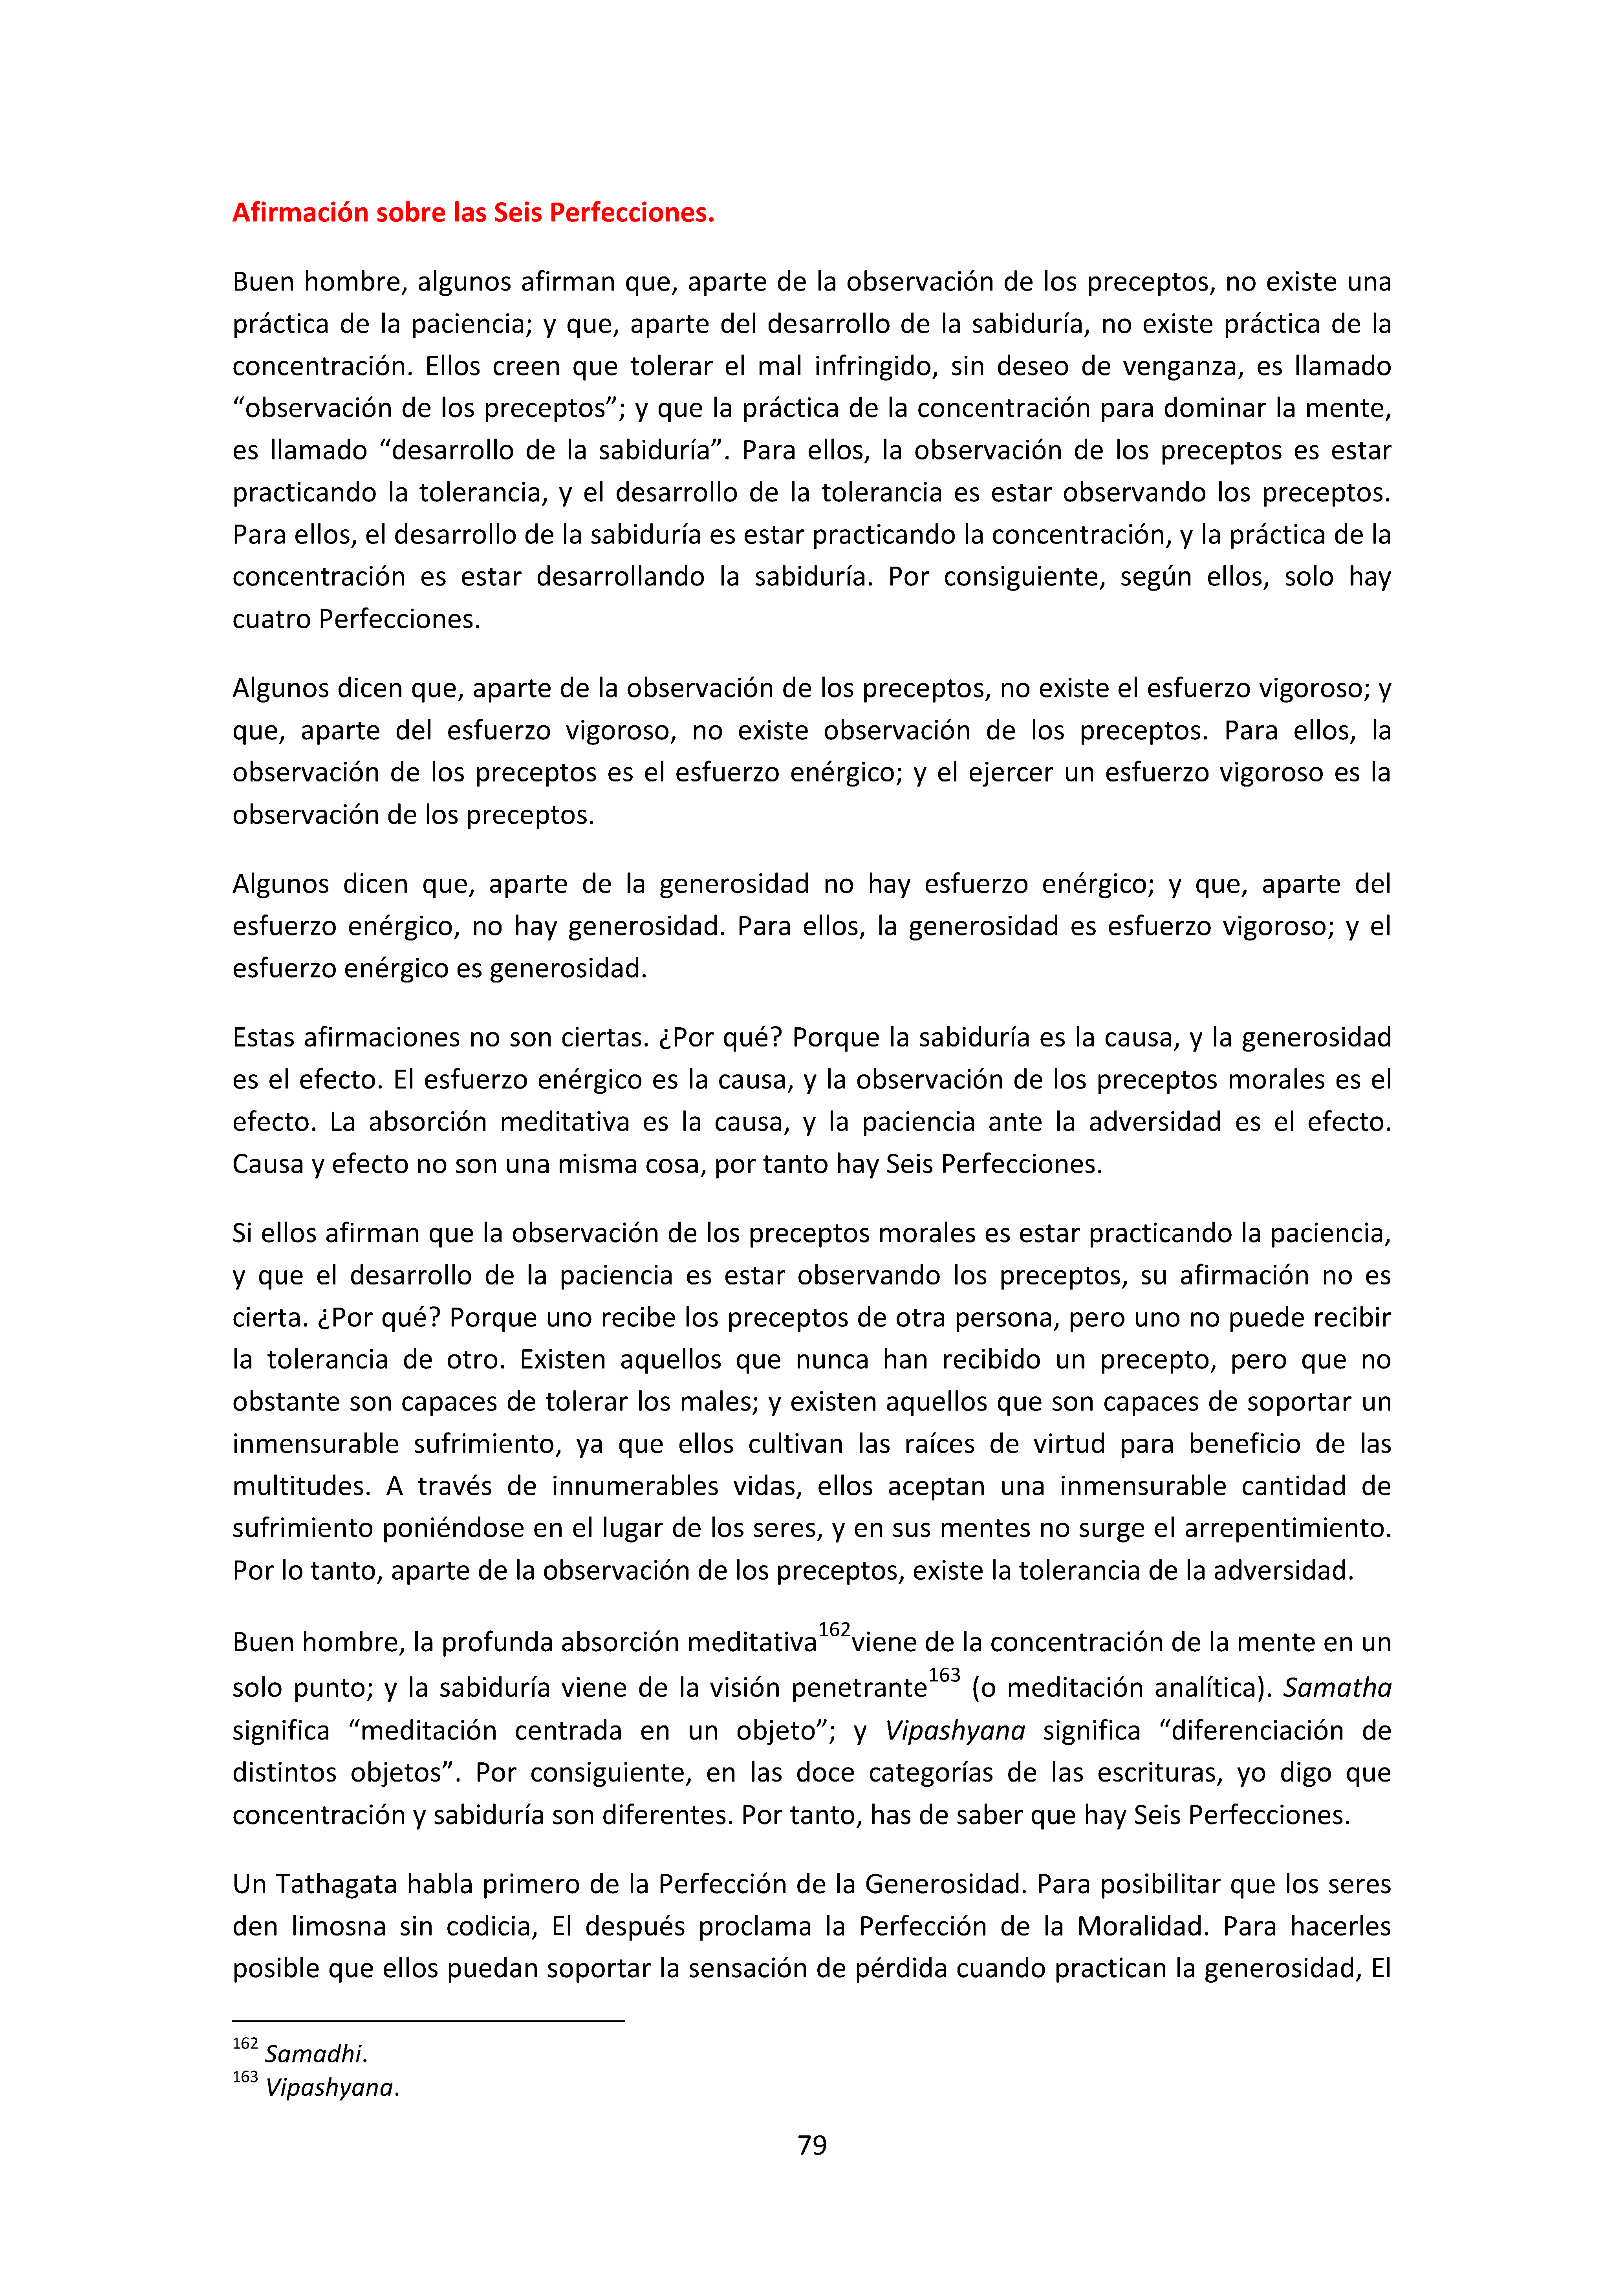 Afirmación sobre las Seis Perfecciones.
Buen hombre, algunos afirman que, aparte de la observación de los preceptos, no existe una
práctica de la paciencia; y que, aparte del desarrollo de la sabiduría, no existe práctica de la
concentración. Ellos creen que tolerar el mal infringido, sin deseo de venganza, es llamado
“observación de los preceptos”; y que la práctica de la concentración para dominar la mente,
es llamado “desarrollo de la sabiduría”. Para ellos, la observación de los preceptos es estar
practicando la tolerancia, y el desarrollo de la tolerancia es estar observando los preceptos.
Para ellos, el desarrollo de la sabiduría es estar practicando la concentración, y la práctica de la
concentración es estar desarrollando la sabiduría. Por consiguiente, según ellos, solo hay
cuatro Perfecciones.
Algunos dicen que, aparte de la observación de los preceptos, no existe el esfuerzo vigoroso; y
que, aparte del esfuerzo vigoroso, no existe observación de los preceptos. Para ellos, la
observación de los preceptos es el esfuerzo enérgico; y el ejercer un esfuerzo vigoroso es la
observación de los preceptos.
Algunos dicen que, aparte de la generosidad no hay esfuerzo enérgico; y que, aparte del
esfuerzo enérgico, no hay generosidad. Para ellos, la generosidad es esfuerzo vigoroso; y el
esfuerzo enérgico es generosidad.
Estas afirmaciones no son ciertas. ¿Por qué? Porque la sabiduría es la causa, y la generosidad
es el efecto. El esfuerzo enérgico es la causa, y la observación de los preceptos morales es el
efecto. La absorción meditativa es la causa, y la paciencia ante la adversidad es el efecto.
Causa y efecto no son una misma cosa, por tanto hay Seis Perfecciones.
Si ellos afirman que la observación de los preceptos morales es estar practicando la paciencia,
y que el desarrollo de la paciencia es estar observando los preceptos, su afirmación no es
cierta. ¿Por qué? Porque uno recibe los preceptos de otra persona, pero uno no puede recibir
la tolerancia de otro. Existen aquellos que nunca han recibido un precepto, pero que no
obstante son capaces de tolerar los males; y existen aquellos que son capaces de soportar un
inmensurable sufrimiento, ya que ellos cultivan las raíces de virtud para beneficio de las
multitudes. A través de innumerables vidas, ellos aceptan una inmensurable cantidad de
sufrimiento poniéndose en el lugar de los seres, y en sus mentes no surge el arrepentimiento.
Por lo tanto, aparte de la observación de los preceptos, existe la tolerancia de la adversidad.
Buen hombre, la profunda absorción meditativa162viene de la concentración de la mente en un
solo punto; y la sabiduría viene de la visión penetrante163 (o meditación analítica). Samatha
significa “meditación centrada en un objeto”; y Vipashyana significa “diferenciación de
distintos objetos”. Por consiguiente, en las doce categorías de las escrituras, yo digo que
concentración y sabiduría son diferentes. Por tanto, has de saber que hay Seis Perfecciones.
Un Tathagata habla primero de la Perfección de la Generosidad. Para posibilitar que los seres
den limosna sin codicia, El después proclama la Perfección de la Moralidad. Para hacerles
posible que ellos puedan soportar la sensación de pérdida cuando practican la generosidad, El
162 Samadhi.
163 Vipashyana.
79